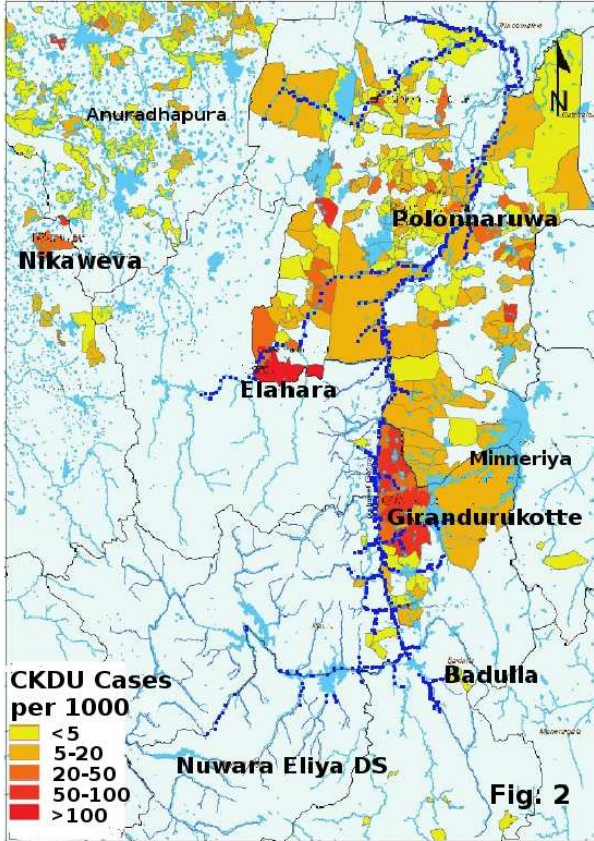 Anuradhapura
N
Polonnaruwa
Nikaweva
Elahara
Minneriya
Girandurukotte
Badulla
CKDU Cases
per 1000
<5
5-20
20-50
50-100
>100
Nuwara Eliya DS
Fig: 2